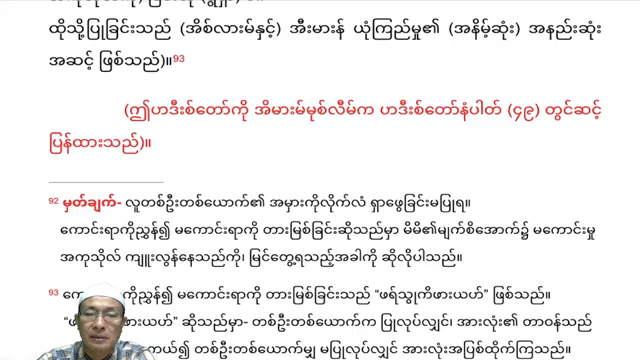 ထိုသို့ပြုခြင်းသည် (အိစ်လားမ်နှင့်) အီးမားန် ယုံကြည်မှု၏ (အနိမ့်ဆုံး) အနည်းဆုံး
အဆင့် ဖြစ်သည်)။93
(ဤဟဒီးစ်တော်ကို အိမားမ်မုစ်လီမ်က ဟဒီးစ်တော်နံပါတ် (၄၉) တွင်ဆင့်
ပြန်ထားသည်)။
92 မှတ်ချက်- လူတစ်ဦးတစ်ယောက်၏ အမှားကိုလိုက်လံ ရှာဖွေခြင်းမပြုရ။
ကောင်းရာကိုညွှန်၍ မကောင်းရာကို တားမြစ်ခြင်းဆိုသည်မှာ မိမိ၏မျက်စိအောက်၌ မကောင်းမှု
အကုသိုလ် ကျူးလွန်နေသည်ကို၊ မြင်တွေ့ရသည့်အခါကို ဆိုလိုပါသည်။
93 ကောင်းရာကိုညွှန်၍ မကောင်းရာကို တားမြစ်ခြင်းသည် “ဖရ်သွုကိဖားယဟ်” ဖြစ်သည်။
ဆိုသည်မှာ- တစ်ဦးတစ်ယောက်က ပြုလုပ်လျှင်၊ အားလုံး၏ တာဝန်သည်
တစ်ဦးတစ်ယောက်မျှ မပြုလုပ်လျှင် အားလုံးအပြစ်ထိုက်ကြသည်။